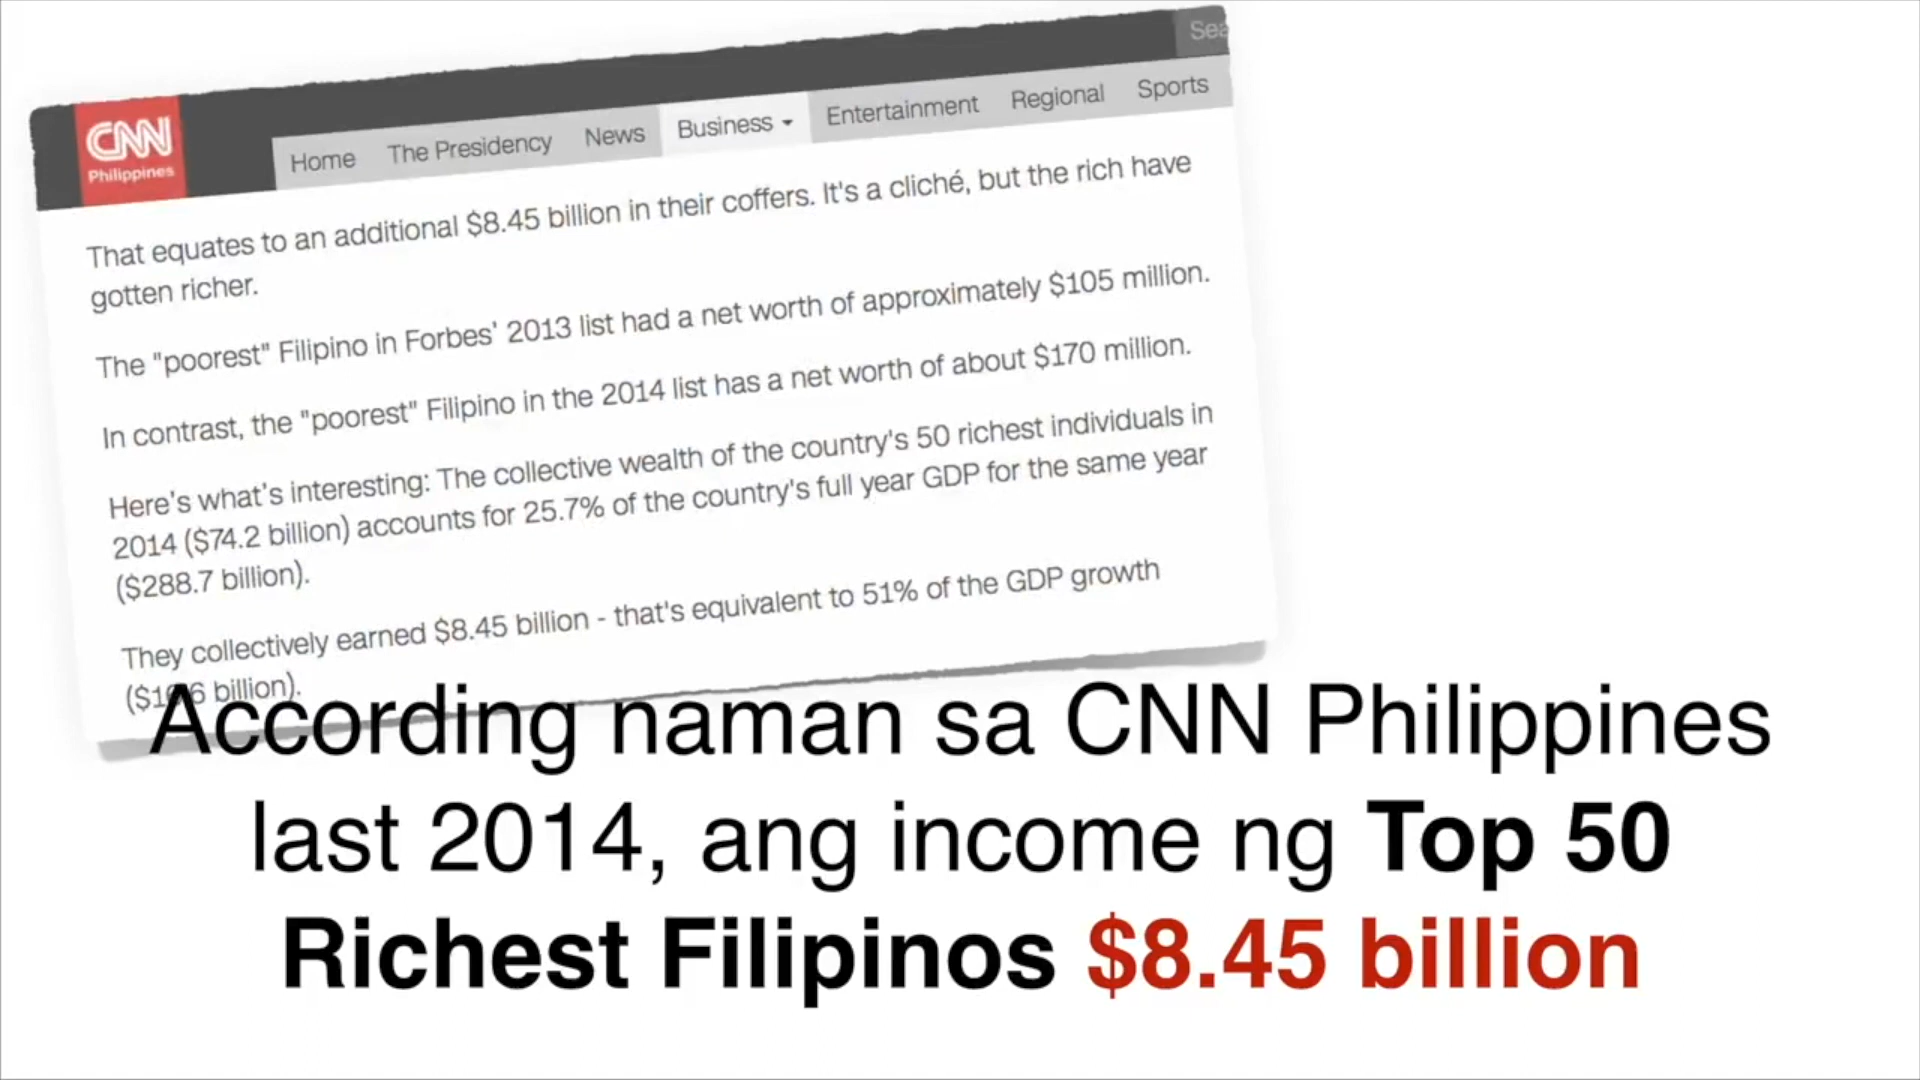 Sea
CNN
Philippines
Home The Presidency News Business Entertainment Regional Sports
That equates to an additional $8.45 billion in their coffers. It's a cliché, but the rich have
gotten richer.
The "poorest" Filipino in Forbes' 2013 list had a net worth of approximately $105 million.
In contrast, the "poorest" Filipino in the 2014 list has a net worth of about $170 million.
Here's what's interesting: The collective wealth of the country's 50 richest individuals in
2014 ($74.2 billion) accounts for 25.7% of the country's full year GDP for the same year
($288.7 billion).
They collectively earned $8.45 billion - that's equivalent to 51% of the GDP growth
billion).
According naman sa CNN Philippines
last 2014, ang income ng Top 50
Richest Filipinos $8.45 billion